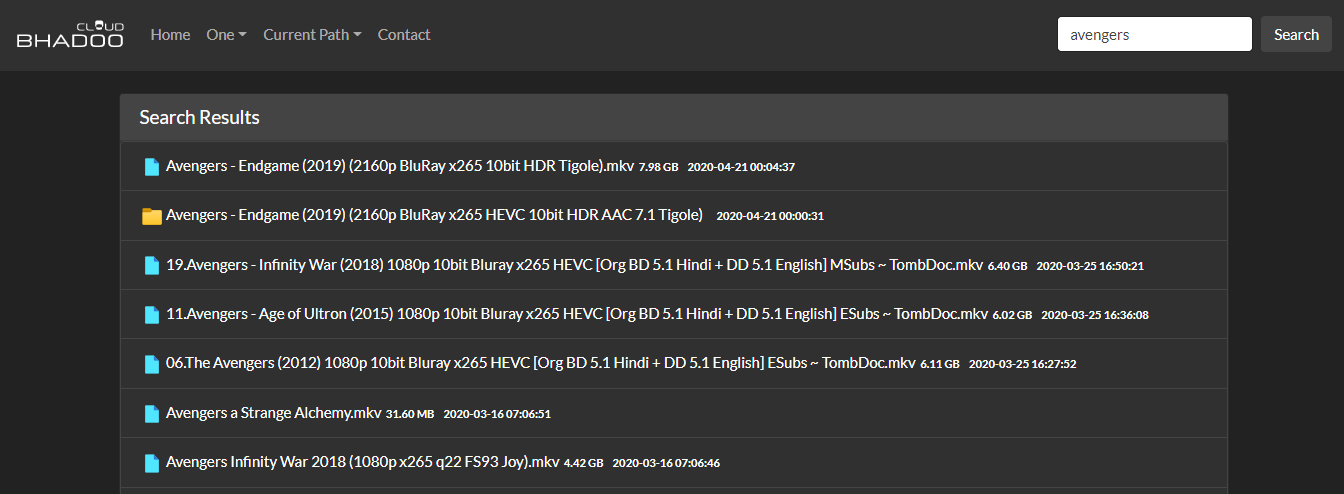 CLOUD
BHADOO
Home One Current Path Contact
avengers
Search
Search Results
Avengers - Endgame (2019) (2160p BluRay x265 10bit HDR Tigole).mkv 7.98 GB 2020-04-21 00:04:37
Avengers - Endgame (2019) (2160p BluRay x265 HEVC 10bit HDR AAC 7.1 Tigole) 2020-04-21 00:00:31
19.Avengers - Infinity War (2018) 1080p 10bit Bluray x265 HEVC [Org BD 5.1 Hindi + DD 5.1 English] MSubs ~ TombDoc.mkv 6.40 GB 2020-03-25 16:50:21
11.Avengers - Age of Ultron (2015) 1080p 10bit Bluray x265 HEVC [Org BD 5.1 Hindi + DD 5.1 English] ESubs ~ TombDoc.mkv 6.02 GB 2020-03-25 16:36:08
06.The Avengers (2012) 1080p 10bit Bluray x265 HEVC [Org BD 5.1 Hindi + DD 5.1 English] ESubs ~ TombDoc.mkv 6.11 GB 2020-03-25 16:27:52
Avengers a Strange Alchemy.mkv 31.60 MB 2020-03-16 07:06:51
Avengers Infinity War 2018 (1080p x265 q22 FS93 Joy).mkv 4.42 GB 2020-03-16 07:06:46